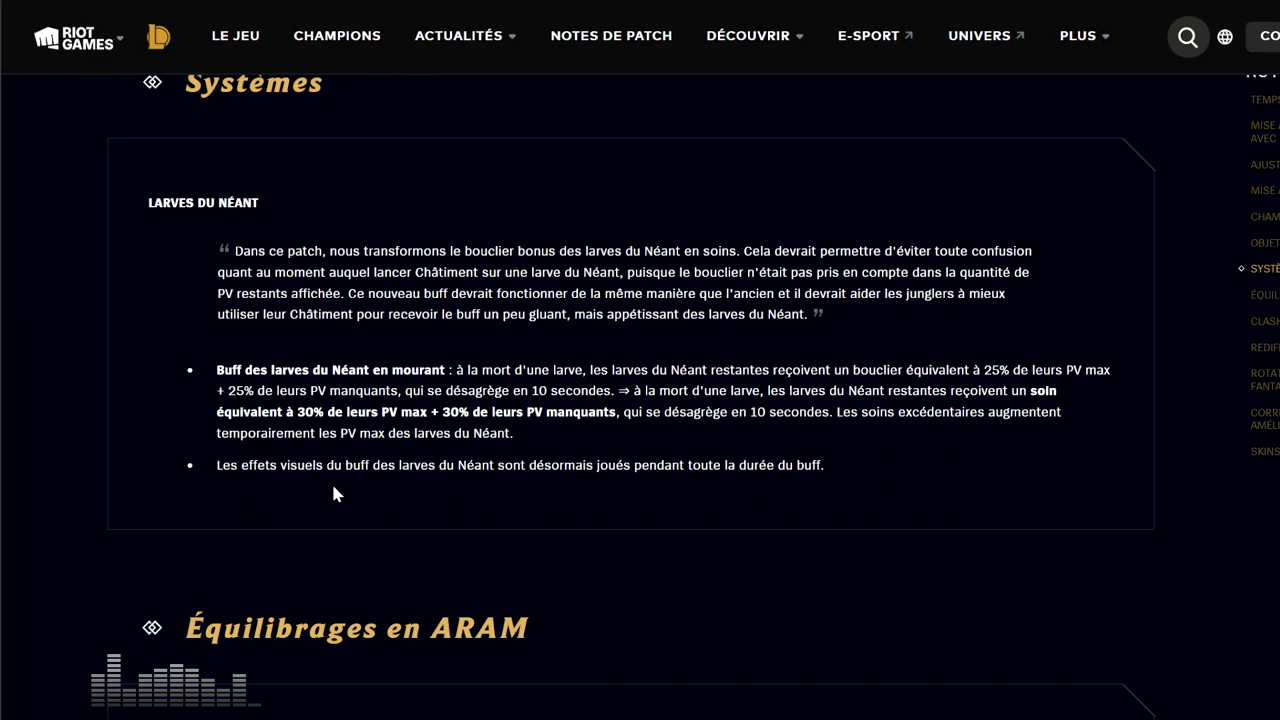 RIOT GAMES
LE JEU
CHAMPIONS
ACTUALITÉS
NOTES DE PATCH
DÉCOUVRIR
E-SPORT
UNIVERS
PLUS
CO
Systèmes
LARVES DU NÉANT
“ Dans ce patch, nous transformons le bouclier bonus des larves du Néant en soins. Cela devrait permettre d'éviter toute confusion
quant au moment auquel lancer Châtiment sur une larve du Néant, puisque le bouclier n'était pas pris en compte dans la quantité de
PV restants affichée. Ce nouveau buff devrait fonctionner de la même manière que l'ancien et il devrait aider les junglers à mieux
utiliser leur Châtiment pour recevoir le buff un peu gluant, mais appétissant des larves du Néant. ”
• Buff des larves du Néant en mourant : à la mort d'une larve, les larves du Néant restantes reçoivent un bouclier équivalent à 25% de leurs PV max
+ 25% de leurs PV manquants, qui se désagrège en 10 secondes. ⇒ à la mort d'une larve, les larves du Néant restantes reçoivent un soin
équivalent à 30% de leurs PV max + 30% de leurs PV manquants, qui se désagrège en 10 secondes. Les soins excédentaires augmentent
temporairement les PV max des larves du Néant.
• Les effets visuels du buff des larves du Néant sont désormais joués pendant toute la durée du buff.
Équilibrages en ARAM
TEMPS
MISE À
AVEC
AJUST
MISE À
CHAM
OBJET
SYSTÈ
ÉQUIL
CLASH
REDIF
ROTAT
FANTA
CORR
AMÉLI
SKINS